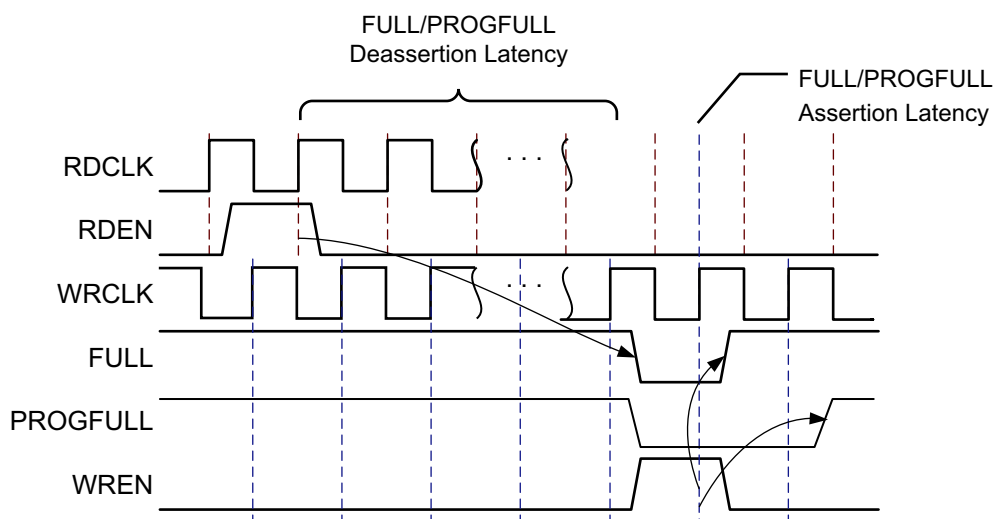 FULL/PROGFULL
Deassertion Latency
FULL/PROGFULL
Assertion Latency
RDCLK
. . .
RDEN
WRCLK
. . .
FULL
PROGFULL
WREN